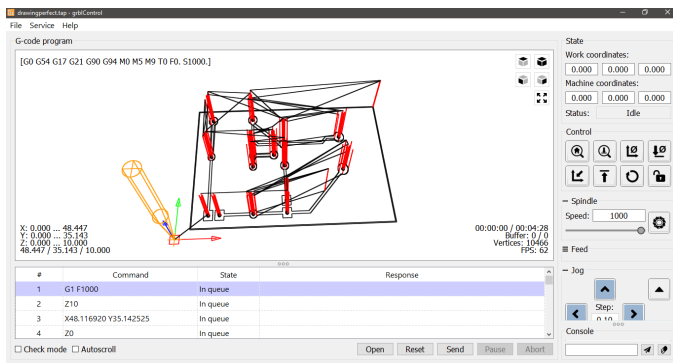 drawingperfect.tap - grblControl
File Service Help
G-code program
[G0 G54 G17 G21 G90 G94 M0 M5 M9 T0 F0. S1000.]
X: 0.000 ... 48.447
Y: 0.000 ... 35.143
Z: 0.000 ... 10.000
48.447 / 35.143 / 10.000
00:00:00 / 00:04:28
Buffer: 0 / 0
Vertices: 10466
FPS: 62
# Command State Response
1 G1 F1000 In queue
2 Z10 In queue
3 X48.116920 Y35.142525 In queue
4 Z0 In queue
Check mode Autoscroll Open Reset Send Pause Abort
State
Work coordinates:
0.000 0.000 0.000
Machine coordinates:
0.000 0.000 0.000
Status: Idle
Control
Spindle
Speed: 1000
Feed
Jog
Step:
0.10
Console